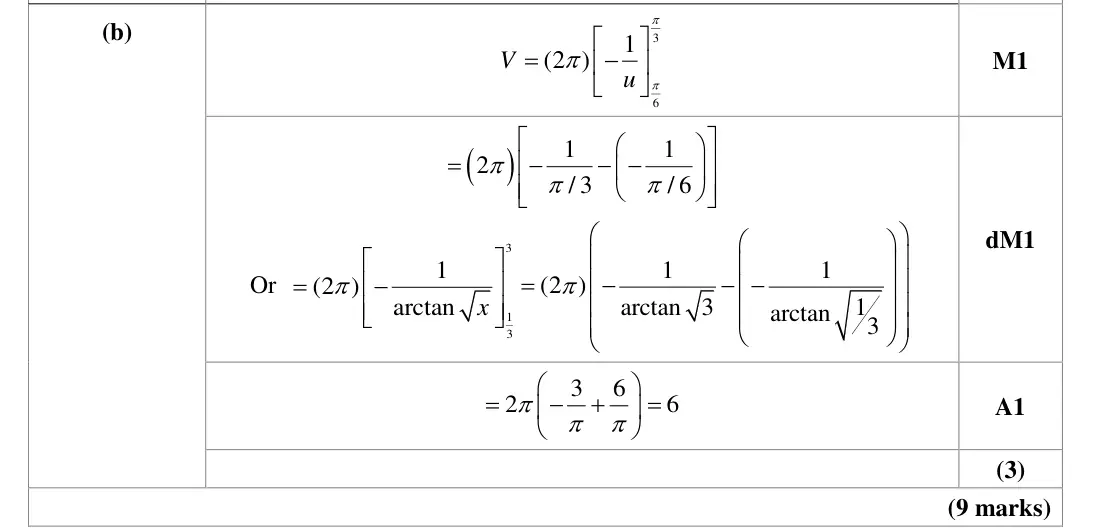 (b)
V = (2π)[−1/u]_{π/6}^{π/3}
M1
= (2π)[−1/(π/3) − (−1/(π/6))]
Or = (2π)[−1/(arctan √x)]_{1/3}^{3} = (2π)(−1/(arctan √3) − (−1/(arctan √(1/3))))
dM1
= 2π(−3/π + 6/π) = 6
A1
(3)
(9 marks)